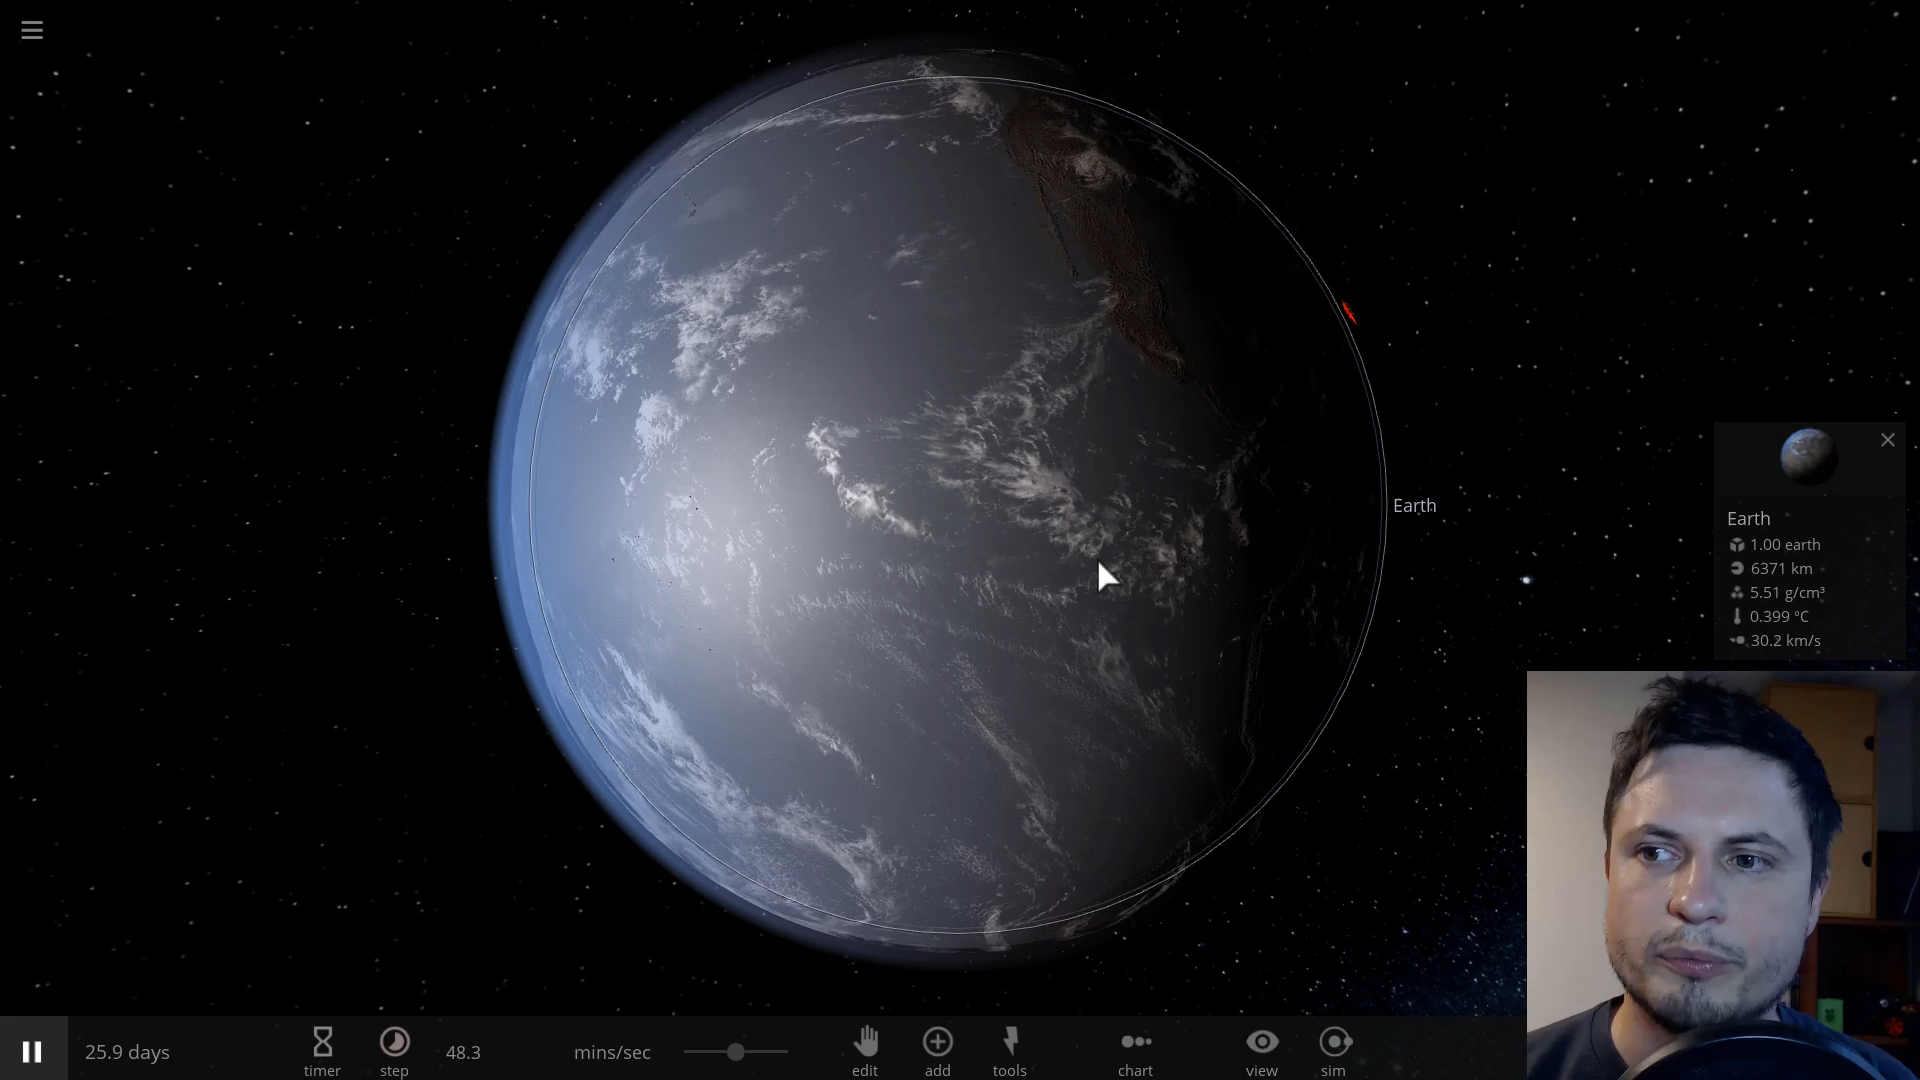 Earth
Earth
1.00 earth
6371 km
5.51 g/cm³
0.399 °C
30.2 km/s
25.9 days
timer
step
48.3
mins/sec
edit
add
tools
chart
view
sim